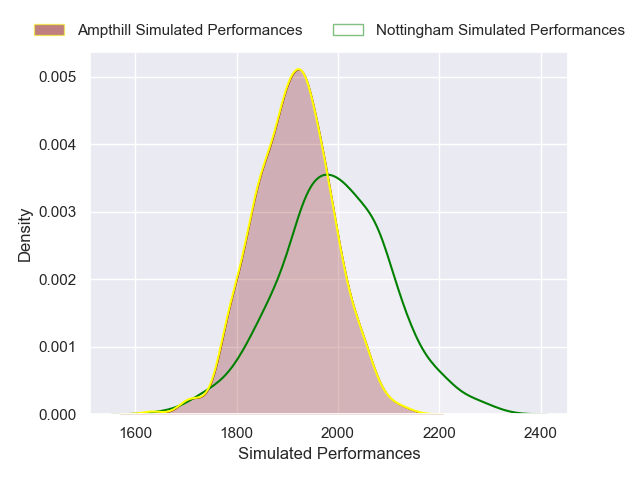 Ampthill Simulated Performances
Nottingham Simulated Performances
0.005
0.004
0.003
0.002
0.001
0.000
Density
1600
1800
2000
2200
2400
Simulated Performances